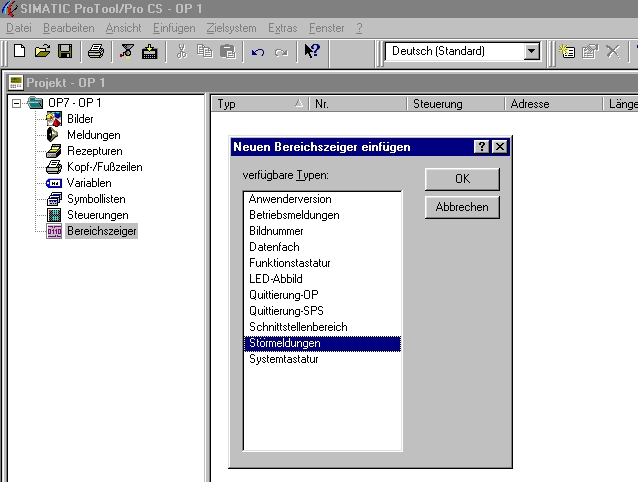 SIMATIC ProTool/Pro CS - OP 1
Datei Bearbeiten Ansicht Einfügen Zielsystem Extras Fenster ?
Deutsch (Standard)
Projekt - OP 1
OP7 - OP 1
Bilder
Meldungen
Rezepturen
Kopf-/Fußzeilen
Variablen
Symbollisten
Steuerungen
Bereichszeiger
Typ Nr. Steuerung Adresse Länge
Neuen Bereichszeiger einfügen
verfügbare Typen:
Anwenderversion
Betriebsmeldungen
Bildnummer
Datenfach
Funktionstastatur
LED-Abbild
Quittierung-OP
Quittierung-SPS
Schnittstellenbereich
Störmeldungen
Systemtastatur
OK
Abbrechen